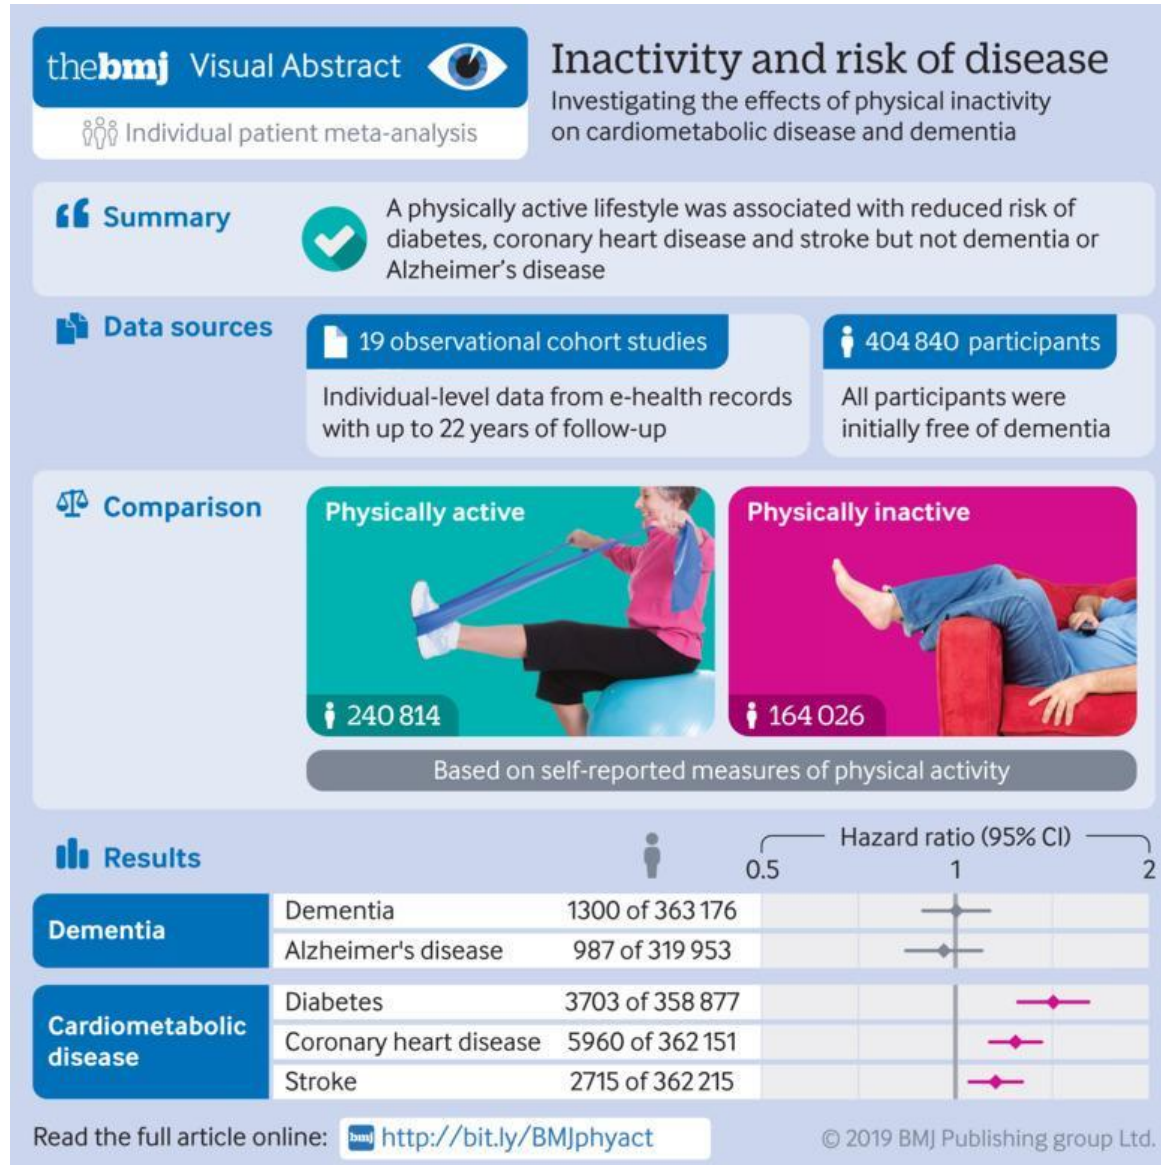 thebmj Visual Abstract
Individual patient meta-analysis
Inactivity and risk of disease
Investigating the effects of physical inactivity
on cardiometabolic disease and dementia
Summary
A physically active lifestyle was associated with reduced risk of
diabetes, coronary heart disease and stroke but not dementia or
Alzheimer's disease
Data sources
19 observational cohort studies
Individual-level data from e-health records
with up to 22 years of follow-up
404 840 participants
All participants were
initially free of dementia
Comparison
Physically active
240 814
Physically inactive
164 026
Based on self-reported measures of physical activity
Results
Hazard ratio (95% CI)
0.5 1 2
Dementia
Dementia 1300 of 363 176
Alzheimer's disease 987 of 319 953
Cardiometabolic
disease
Diabetes 3703 of 358 877
Coronary heart disease 5960 of 362 151
Stroke 2715 of 362 215
Read the full article online: bmj http://bit.ly/BMJphyact
© 2019 BMJ Publishing group Ltd.